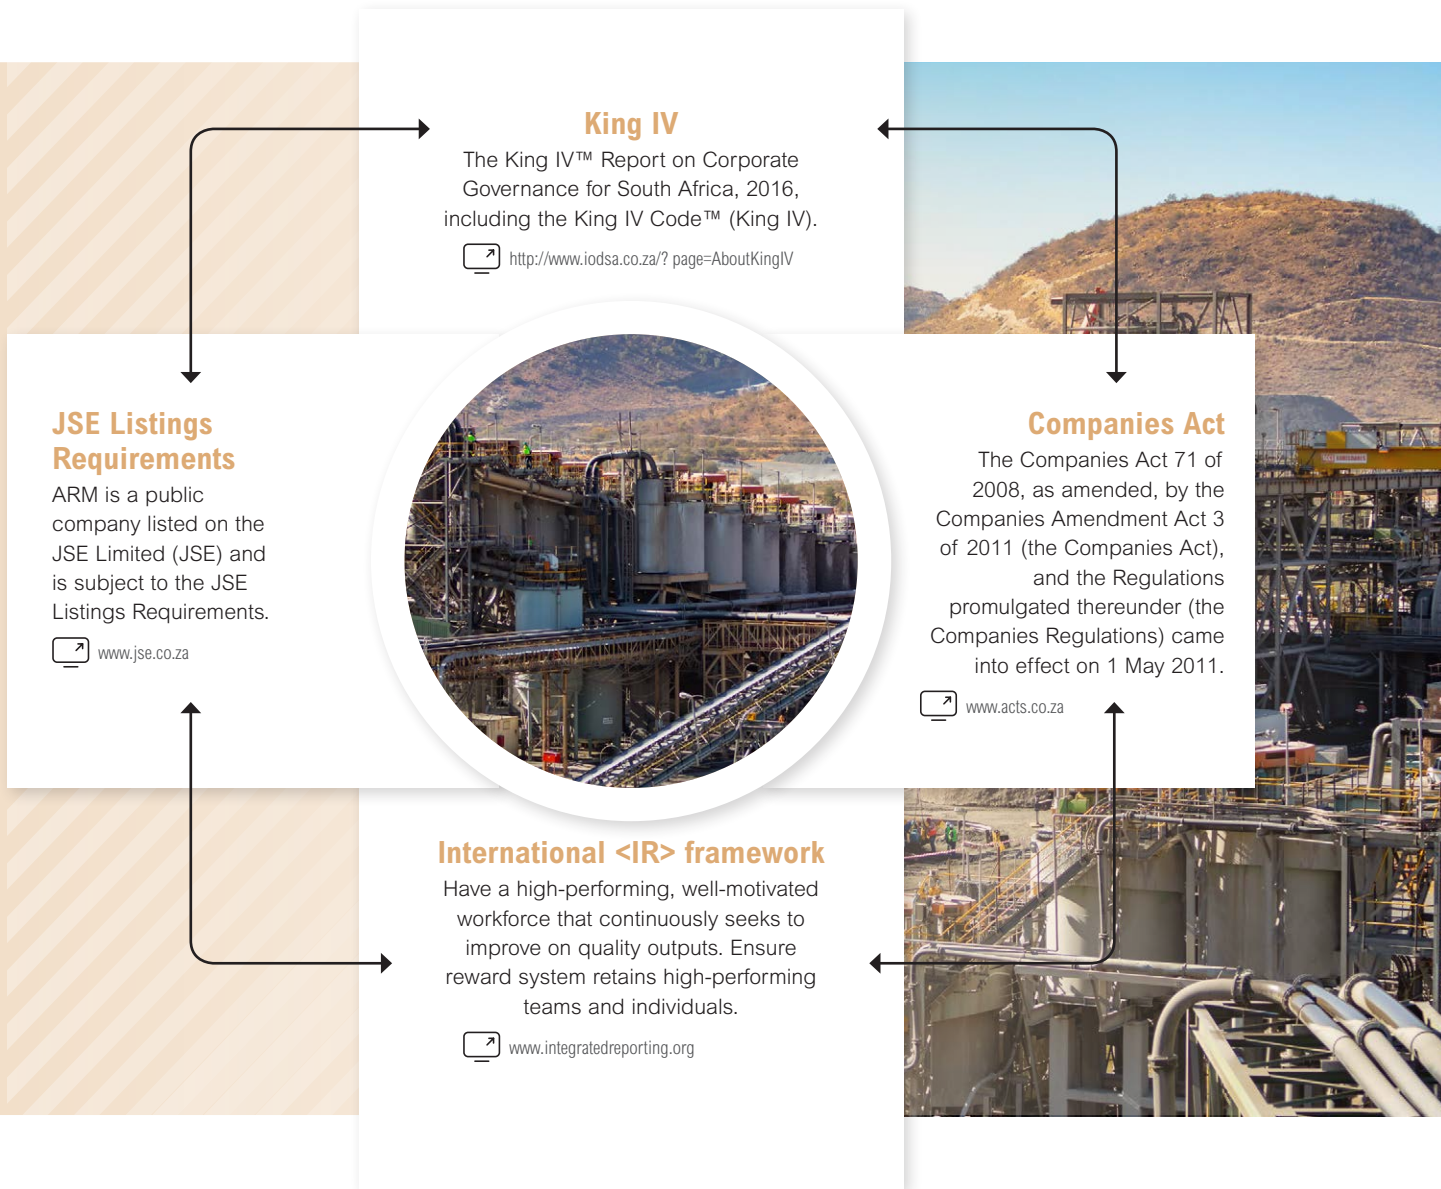 King IV
The King IV™ Report on Corporate
Governance for South Africa, 2016,
including the King IV Code™ (King IV).
http://www.iodsa.co.za/? page=AboutKingIV
JSE Listings
Requirements
ARM is a public
company listed on the
JSE Limited (JSE) and
is subject to the JSE
Listings Requirements.
www.jse.co.za
Companies Act
The Companies Act 71 of
2008, as amended, by the
Companies Amendment Act 3
of 2011 (the Companies Act),
and the Regulations
promulgated thereunder (the
Companies Regulations) came
into effect on 1 May 2011.
www.acts.co.za
International <IR> framework
Have a high-performing, well-motivated
workforce that continuously seeks to
improve on quality outputs. Ensure
reward system retains high-performing
teams and individuals.
www.integratedreporting.org